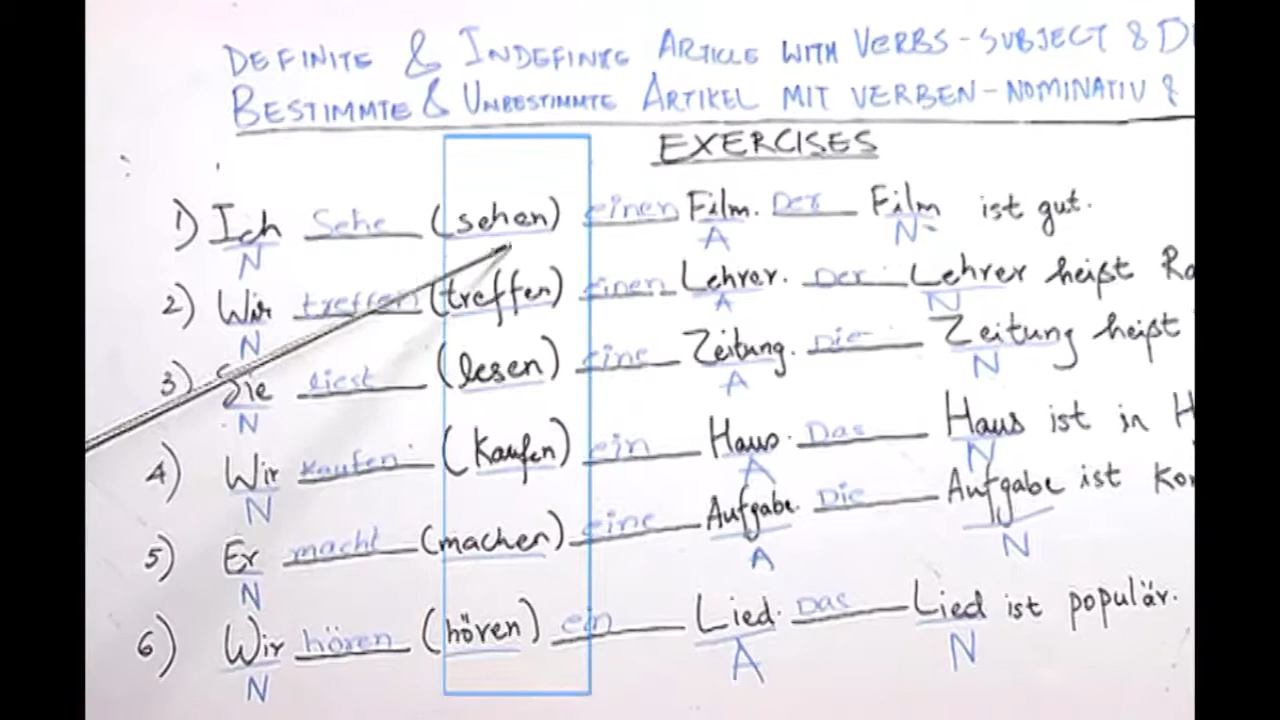 DEFINITE & INDEFINITE ARTICLE WITH VERBS - SUBJECT &
BESTIMMTE & UNBESTIMMTE ARTIKEL MIT VERBEN - NOMINATIV &
EXERCISES
1) Ich Sehe (sehen) einen Film. Der Film ist gut.
N A N
2) Wir treffen (treffen) einen Lehrer. Der Lehrer heißt
N A N
3) Sie liest (lesen) eine Zeitung. Die Zeitung heißt
N A N
4) Wir kaufen (kaufen) ein Haus. Das Haus ist in
N A N
5) Er macht (machen) eine Aufgabe. Die Aufgabe ist
N A N
6) Wir hören (hören) ein Lied. Das Lied ist populär.
N A N